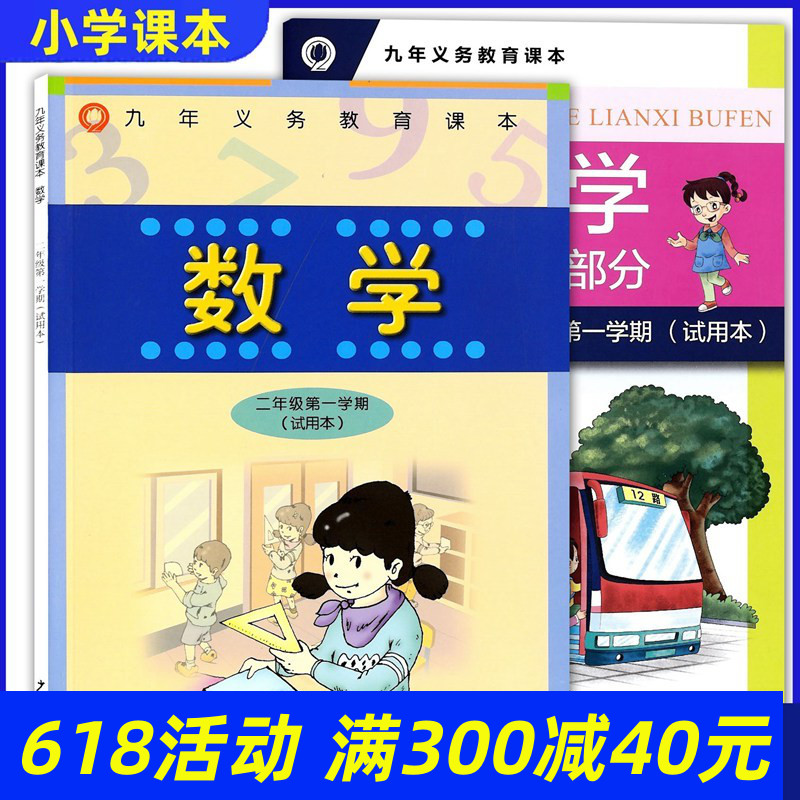 小学课本
九年义务教育课本
E LIANXI BUFEN
学
部分
第一学期（试用本）
12 路
九年义务教育课本 数学 二年级第一学期（试用本）
九年义务教育课本
3 7 9 5
数学
二年级第一学期
（试用本）
618活动 满300减40元